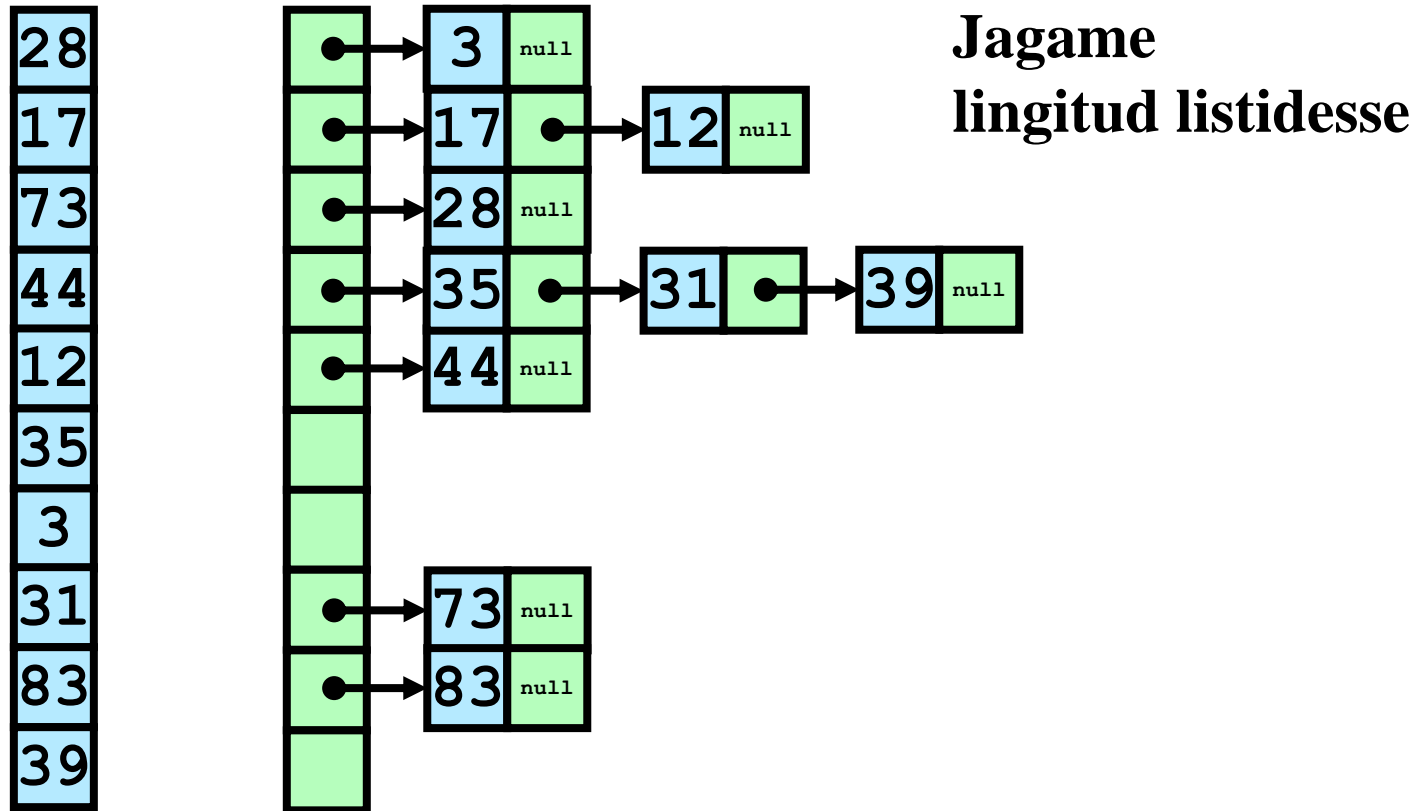 Jagame
lingitud listidesse
28 3 null
17 17 12 null
73 28 null
44 35 31 39 null
12 44 null
35
3
31 73 null
83 83 null
39